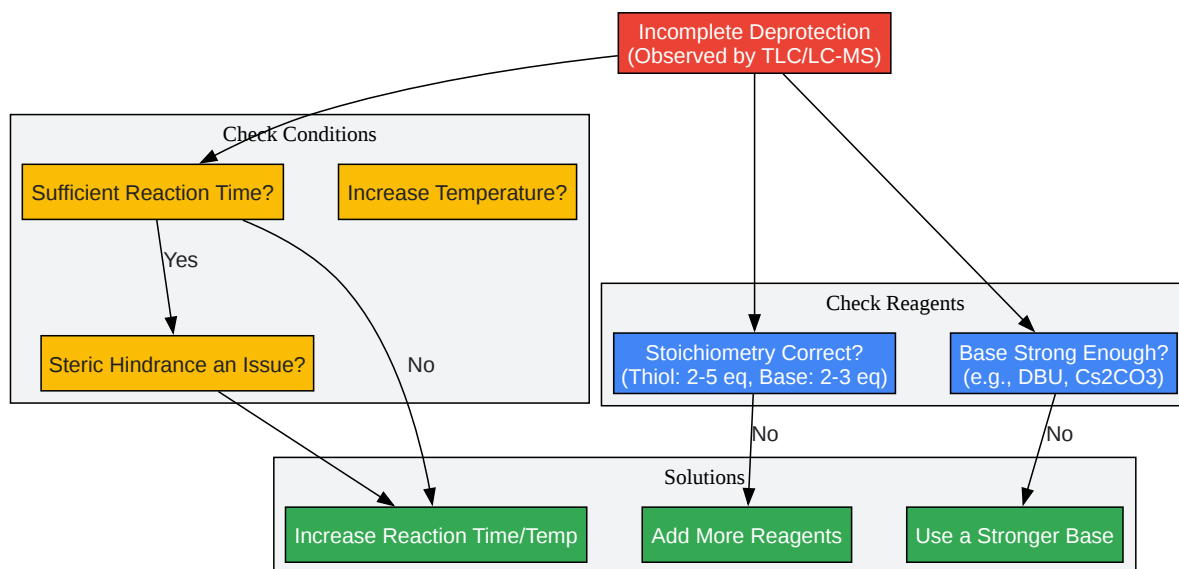 Incomplete Deprotection
(Observed by TLC/LC-MS)
Check Conditions
Sufficient Reaction Time?
Increase Temperature?
Yes
Steric Hindrance an Issue?
No
Check Reagents
Stoichiometry Correct?
(Thiol: 2-5 eq, Base: 2-3 eq)
Base Strong Enough?
(e.g., DBU, Cs2CO3)
No
No
Solutions
Increase Reaction Time/Temp
Add More Reagents
Use a Stronger Base